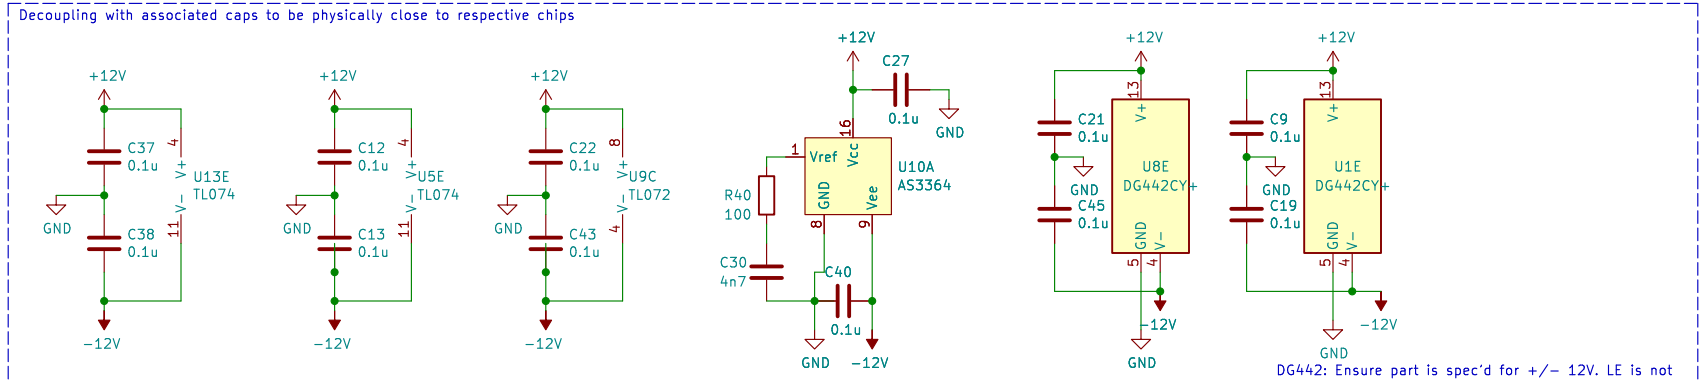 Decoupling with associated caps to be physically close to respective chips
+12V
4
C37
0.1u
V+
U13E
TL074
V-
GND
11
C38
0.1u
-12V
+12V
4
C12
0.1u
V+
U5E
TL074
V-
GND
11
C13
0.1u
-12V
+12V
8
C22
0.1u
V+
U9C
TL072
V-
GND
4
C43
0.1u
-12V
+12V
C27
0.1u
GND
16
1
Vref
Vcc
U10A
AS3364
GND
Vee
R40
100
8
9
C30
4n7
C40
0.1u
GND
-12V
+12V
13
V+
C21
0.1u
U8E
DG442CY+
GND
C45
0.1u
GND
V-
5
4
-12V
GND
+12V
13
V+
C9
0.1u
U1E
DG442CY+
GND
C19
0.1u
GND
V-
5
4
-12V
GND
DG442: Ensure part is spec'd for +/- 12V. LE is not